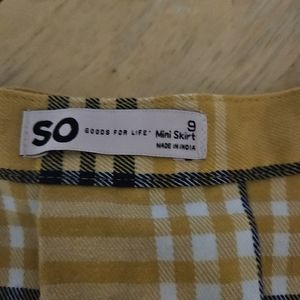 SO GOODS FOR LIFE™ 9
Mini Skirt
MADE IN INDIA